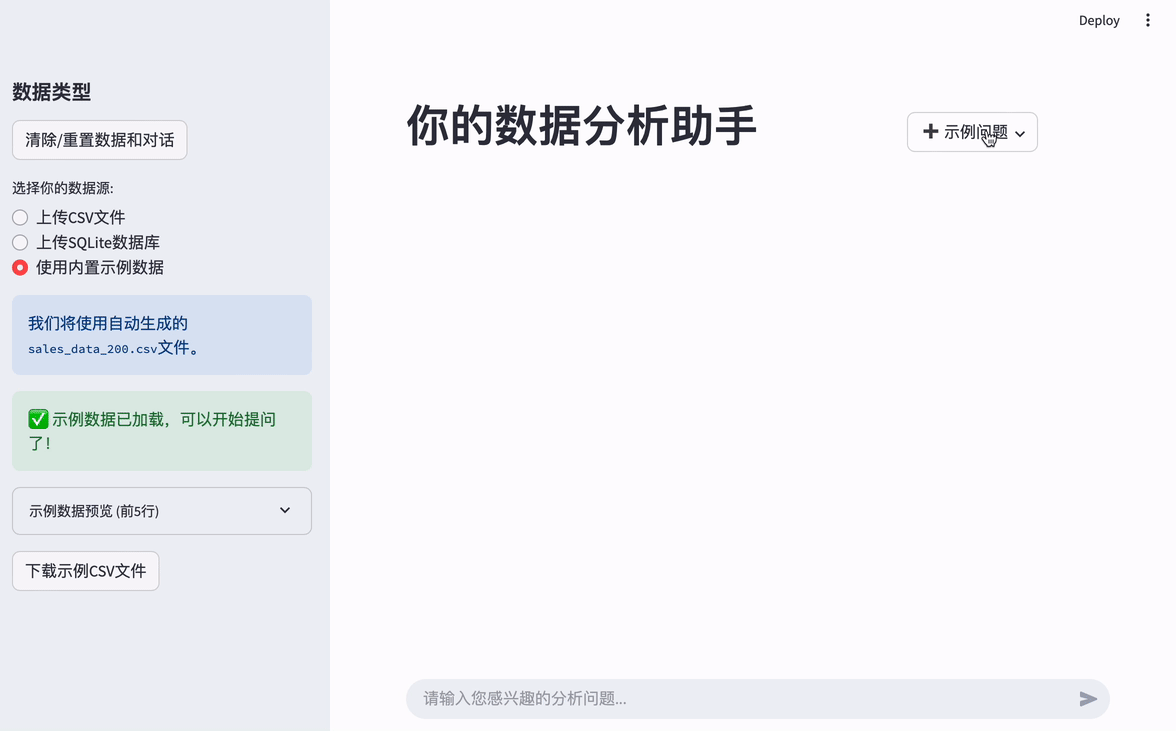 Deploy
数据类型
清除/重置数据和对话
选择你的数据源:
上传CSV文件
上传SQLite数据库
使用内置示例数据
我们将使用自动生成的
sales_data_200.csv文件。
示例数据已加载，可以开始提问
了！
示例数据预览 (前5行)
下载示例CSV文件
你的数据分析助手
示例问题
请输入您感兴趣的分析问题...